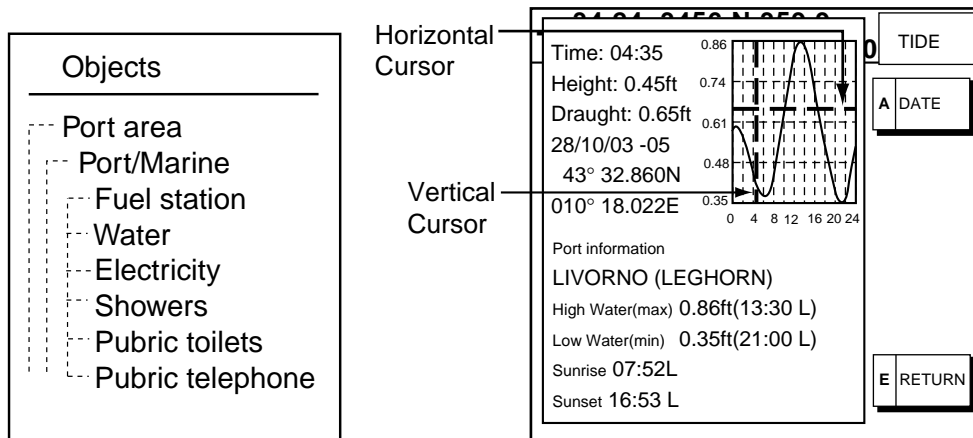 Objects
Port area
Port/Marine
Fuel station
Water
Electricity
Showers
Pubric toilets
Pubric telephone
Horizontal
Cursor
Vertical
Cursor
Time: 04:35
Height: 0.45ft
Draught: 0.65ft
28/10/03 -05
43° 32.860N
010° 18.022E
0.86
0.74
0.61
0.48
0.35
0 4 8 12 16 20 24
Port information
LIVORNO (LEGHORN)
High Water(max) 0.86ft(13:30 L)
Low Water(min) 0.35ft(21:00 L)
Sunrise 07:52L
Sunset 16:53 L
TIDE
A DATE
E RETURN